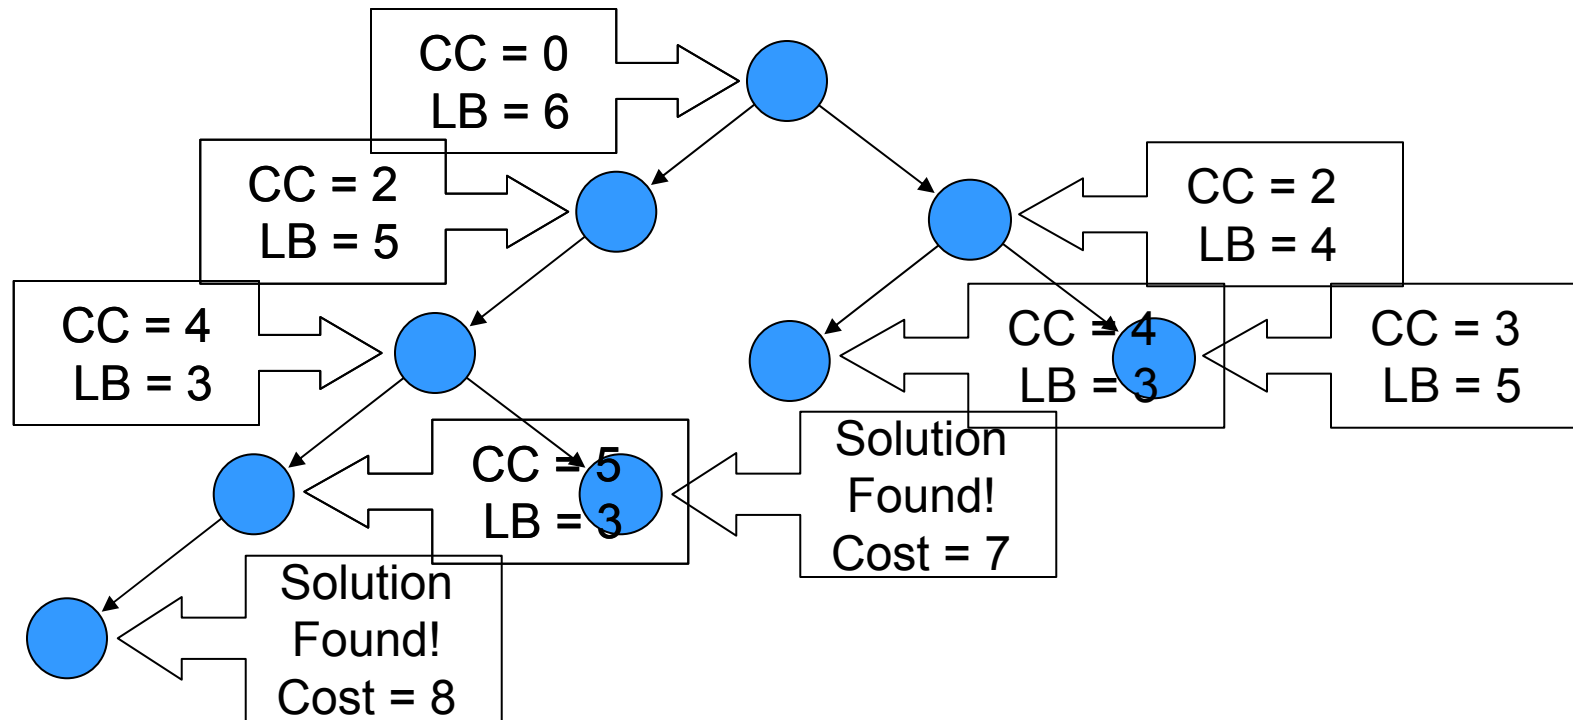 CC = 0
LB = 6
CC = 2
LB = 5
CC = 2
LB = 4
CC = 4
LB = 3
CC = 4
LB = 3
CC = 3
LB = 5
CC = 5
LB = 3
Solution
Found!
Cost = 7
Solution
Found!
Cost = 8